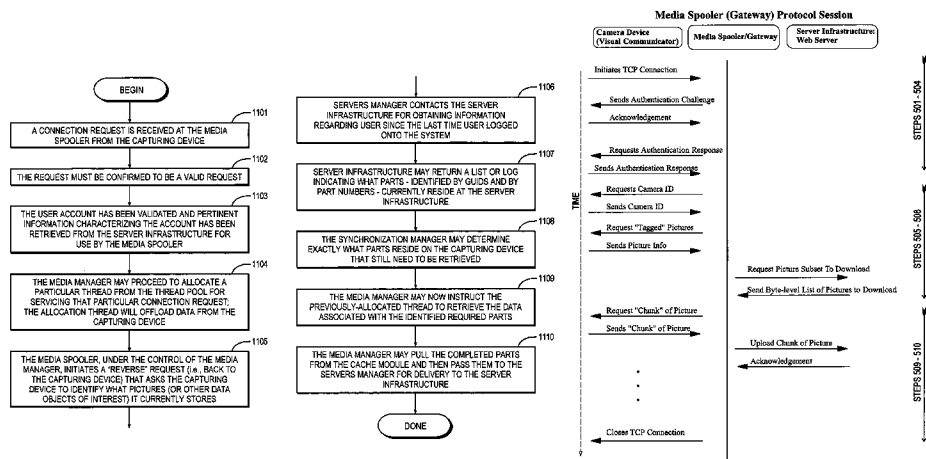 BEGIN
1101
A CONNECTION REQUEST IS RECEIVED AT THE MEDIA
SPOOLER FROM THE CAPTURING DEVICE
1102
THE REQUEST MUST BE CONFIRMED TO BE A VALID REQUEST
1103
THE USER ACCOUNT HAS BEEN VALIDATED AND PERTINENT
INFORMATION CHARACTERIZING THE ACCOUNT HAS BEEN
RETRIEVED FROM THE SERVER INFRASTRUCTURE FOR
USE BY THE MEDIA SPOOLER
1104
THE MEDIA MANAGER MAY PROCEED TO ALLOCATE A
PARTICULAR THREAD FROM THE THREAD POOL FOR
SERVICING THAT PARTICULAR CONNECTION REQUEST;
THE ALLOCATION THREAD WILL OFFLOAD DATA FROM THE
CAPTURING DEVICE
1105
THE MEDIA SPOOLER, UNDER THE CONTROL OF THE MEDIA
MANAGER, INITIATES A "REVERSE" REQUEST (i.e., BACK TO
THE CAPTURING DEVICE) THAT ASKS THE CAPTURING
DEVICE TO IDENTIFY WHAT PICTURES (OR OTHER DATA
OBJECTS OF INTEREST) IT CURRENTLY STORES
1106
SERVERS MANAGER CONTACTS THE SERVER
INFRASTRUCTURE FOR OBTAINING INFORMATION
REGARDING USER SINCE THE LAST TIME USER LOGGED
ONTO THE SYSTEM
1107
SERVER INFRASTRUCTURE MAY RETURN A LIST OR LOG
INDICATING WHAT PARTS - IDENTIFIED BY GUIDS AND BY
PART NUMBERS - CURRENTLY RESIDE AT THE SERVER
INFRASTRUCTURE
1108
THE SYNCHRONIZATION MANAGER MAY DETERMINE
EXACTLY WHAT PARTS RESIDE ON THE CAPTURING DEVICE
THAT STILL NEED TO BE RETRIEVED
1109
THE MEDIA MANAGER MAY NOW INSTRUCT THE
PREVIOUSLY-ALLOCATED THREAD TO RETRIEVE THE DATA
ASSOCIATED WITH THE IDENTIFIED REQUIRED PARTS
1110
THE MEDIA MANAGER MAY PULL THE COMPLETED PARTS
FROM THE CACHE MODULE AND THEN PASS THEM TO
THE SERVERS MANAGER FOR DELIVERY TO THE SERVER
INFRASTRUCTURE
DONE
Media Spooler (Gateway) Protocol Session
Camera Device
(Visual Communicator)
Media Spooler/Gateway
Server Infrastructure:
Web Server
Initiates TCP Connection
Sends Authentication Challenge
Acknowledgement
Requests Authentication Response
Sends Authentication Response
Requests Camera ID
Sends Camera ID
Request "Tagged" Pictures
Sends Picture Info
Request Picture Subset To Download
Send Byte-level List of Pictures to Download
Request "Chunk" of Picture
Sends "Chunk" of Picture
Upload Chunk of Picture
Acknowledgement
Closes TCP Connection
TIME
STEPS 501 - 504
STEPS 505 - 508
STEPS 509 - 510